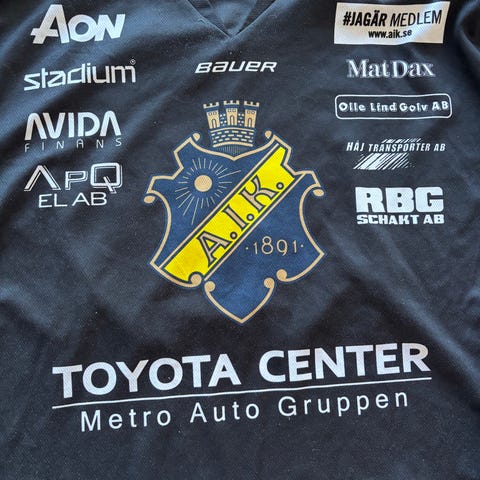 AON
stadium
AVIDA
FINANS
APQ
EL AB
BAUER
#JAGÄR MEDLEM
www.aik.se
MatDax
Olle Lind Golv AB
HÄJ TRANSPORTER AB
RBG
SCHAKT AB
A.I.K.
·1891·
TOYOTA CENTER
Metro Auto Gruppen